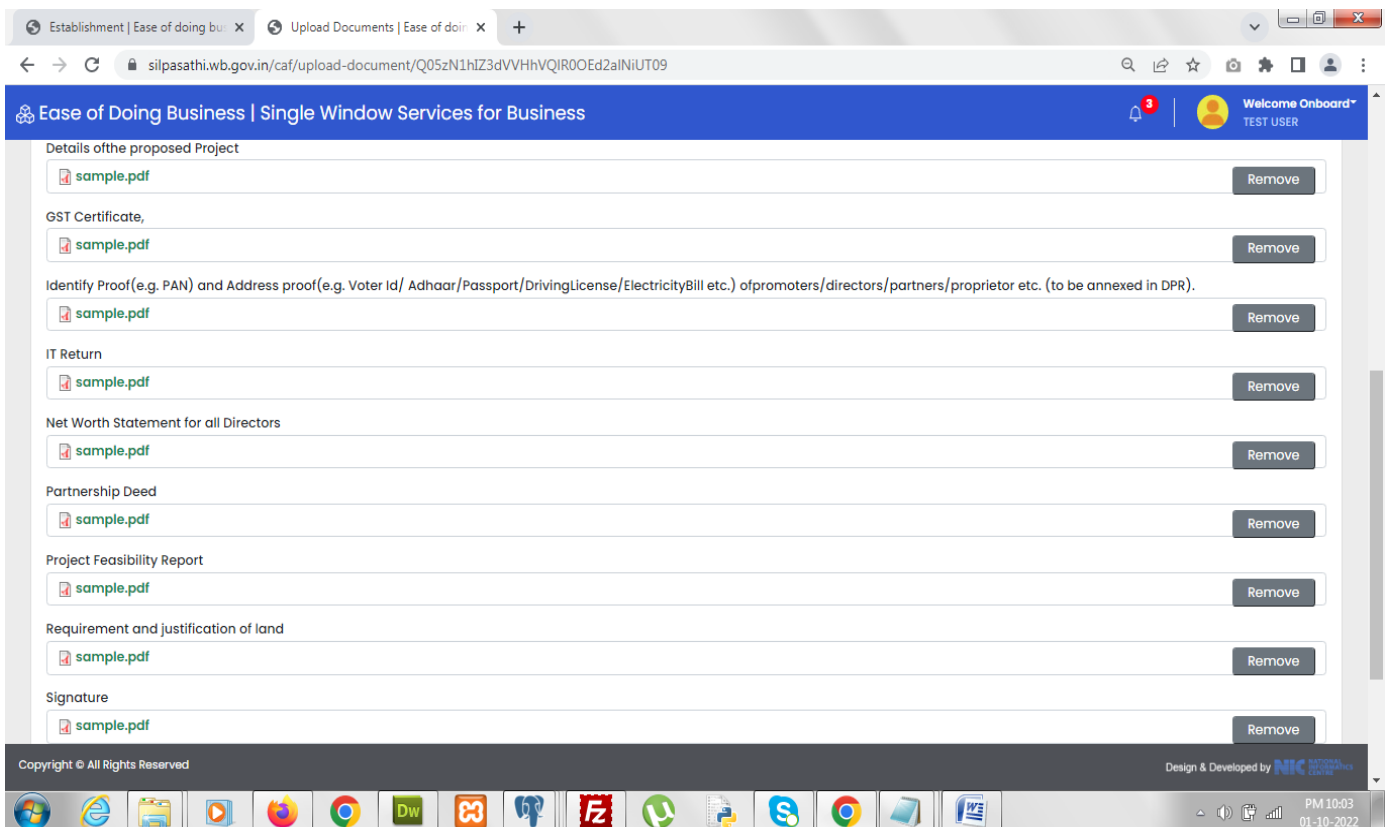 Establishment | Ease of doing bu
Upload Documents | Ease of doin
silpasathi.wb.gov.in/caf/upload-document/Q05zN1hIZ3dVVHhVQlR0OEd2alNiUT09
Ease of Doing Business | Single Window Services for Business
3
Welcome Onboard
TEST USER
Details ofthe proposed Project
sample.pdf
Remove
GST Certificate,
sample.pdf
Remove
Identify Proof(e.g. PAN) and Address proof(e.g. Voter Id/ Adhaar/Passport/DrivingLicense/ElectricityBill etc.) ofpromoters/directors/partners/proprietor etc. (to be annexed in DPR).
sample.pdf
Remove
IT Return
sample.pdf
Remove
Net Worth Statement for all Directors
sample.pdf
Remove
Partnership Deed
sample.pdf
Remove
Project Feasibility Report
sample.pdf
Remove
Requirement and justification of land
sample.pdf
Remove
Signature
sample.pdf
Remove
Copyright © All Rights Reserved
Design & Developed by NIC NATIONAL INFORMATICS CENTRE
Dw
Fz
PM 10:03
01-10-2022